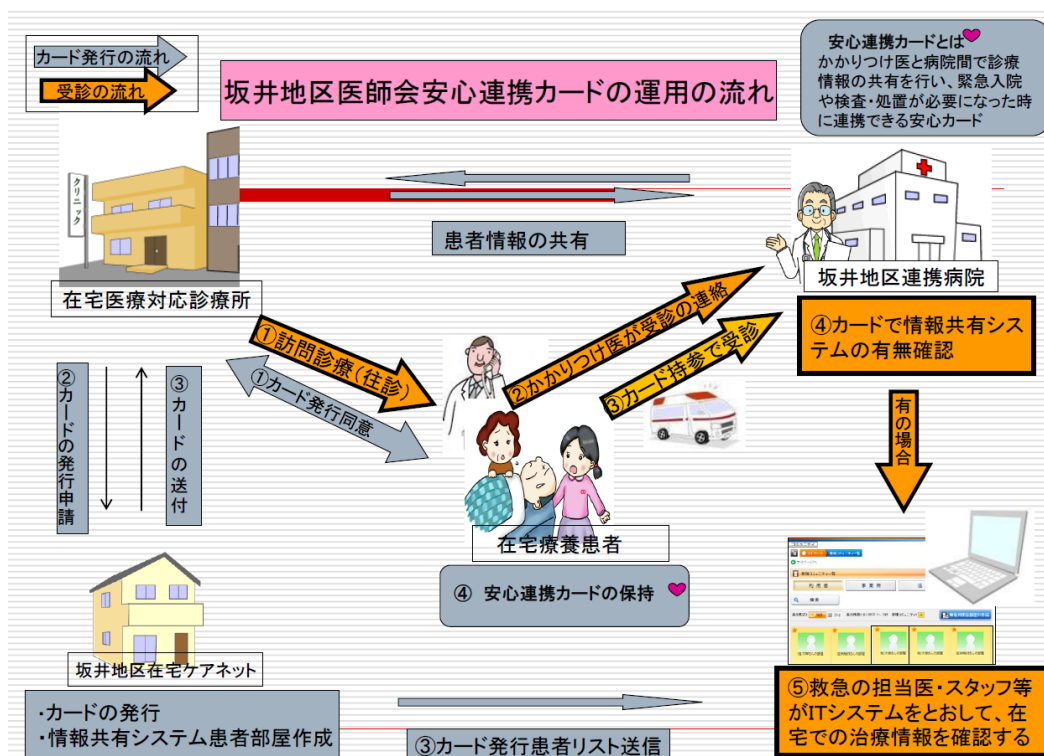 カード発行の流れ
受診の流れ
坂井地区医師会安心連携カードの運用の流れ
安心連携カードとは
かかりつけ医と病院間で診療
情報の共有を行い、緊急入院
や検査・処置が必要になった時
に連携できる安心カード
クリニック
患者情報の共有
在宅医療対応診療所
坂井地区連携病院
①訪問診療(往診)
①カード発行同意
②かかりつけ医が受診の連絡
③カード持参で受診
④カードで情報共有シス
テムの有無確認
②カードの発行申請
③カードの送付
有の場合
在宅療養患者
④ 安心連携カードの保持
坂井地区在宅ケアネット
・カードの発行
・情報共有システム患者部屋作成
③カード発行患者リスト送信
利用者
事業所
検索
⑤救急の担当医・スタッフ等
がITシステムをとおして、在
宅での治療情報を確認する